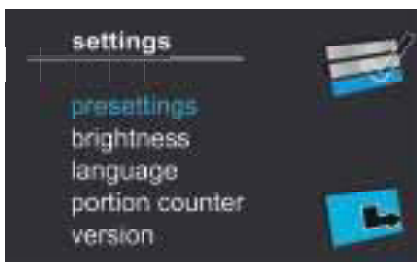 settings
presettings
brightness
language
portion counter
version